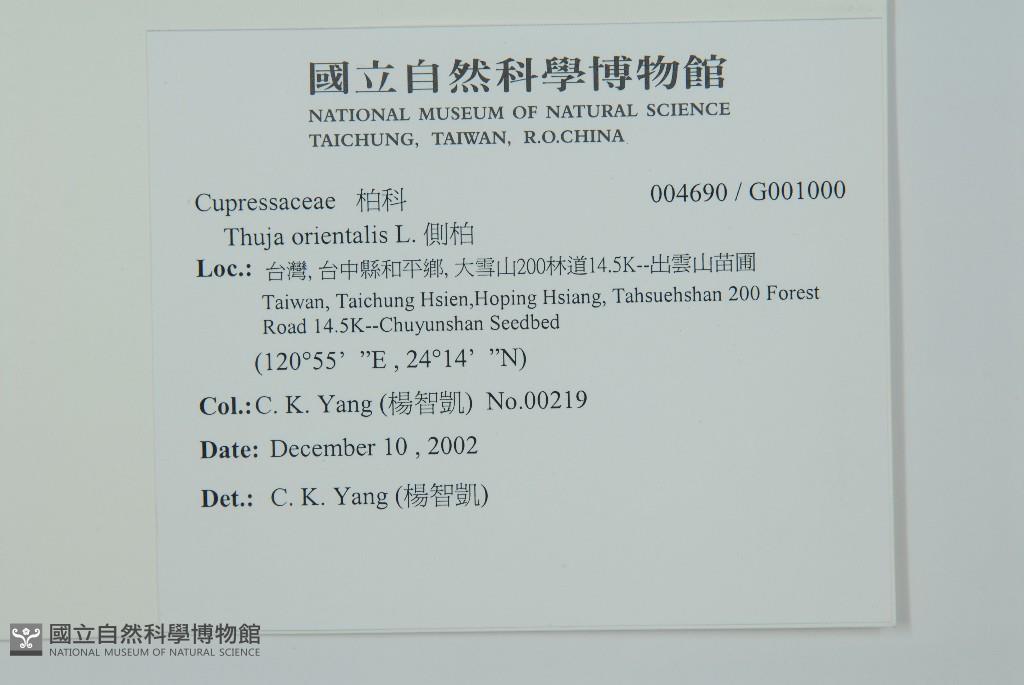 國立自然科學博物館
NATIONAL MUSEUM OF NATURAL SCIENCE
TAICHUNG, TAIWAN, R.O.CHINA
Cupressaceae 柏科 004690 / G001000
Thuja orientalis L. 側柏
Loc.: 台灣, 台中縣和平鄉, 大雪山200林道14.5K--出雲山苗圃
Taiwan, Taichung Hsien,Hoping Hsiang, Tahsuehshan 200 Forest
Road 14.5K--Chuyunshan Seedbed
(120°55’ ”E , 24°14’ ”N)
Col.: C. K. Yang (楊智凱) No.00219
Date: December 10 , 2002
Det.: C. K. Yang (楊智凱)
國立自然科學博物館
NATIONAL MUSEUM OF NATURAL SCIENCE